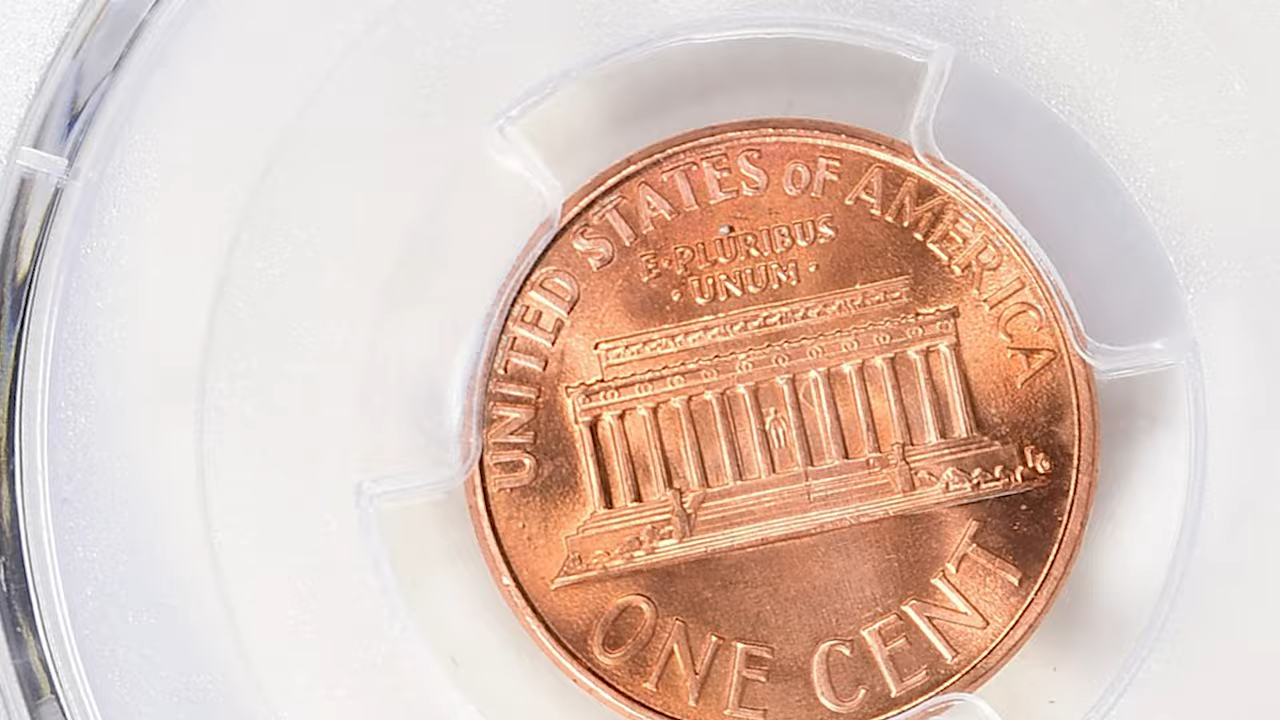 UNITED STATES OF AMERICA
E·PLURIBUS
·UNUM·
ONE CENT